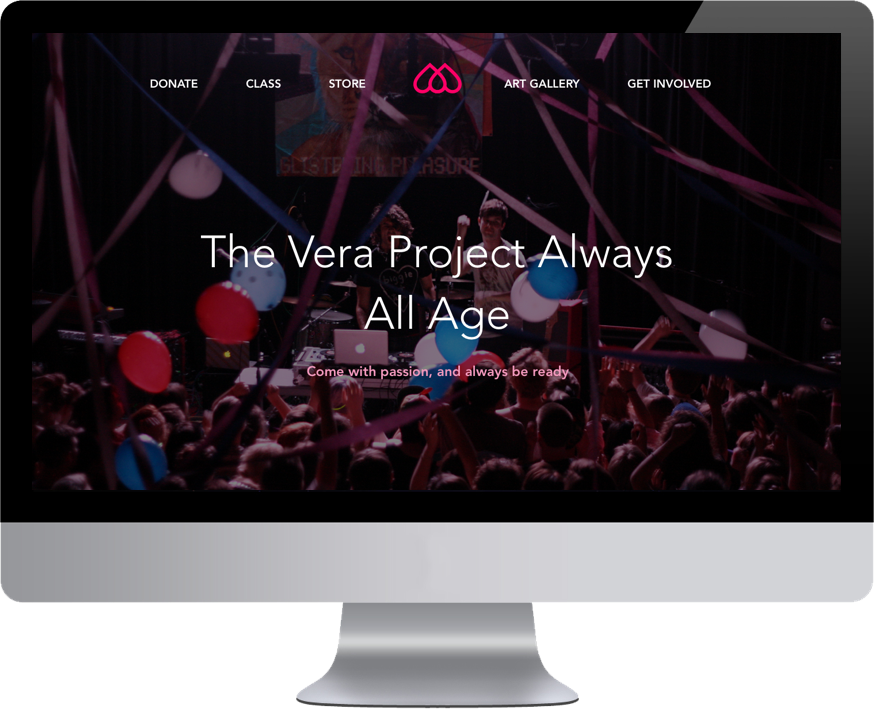 DONATE CLASS STORE ART GALLERY GET INVOLVED
GLISTENING PLEASURE
The Vera Project Always
All Age
Come with passion, and always be ready